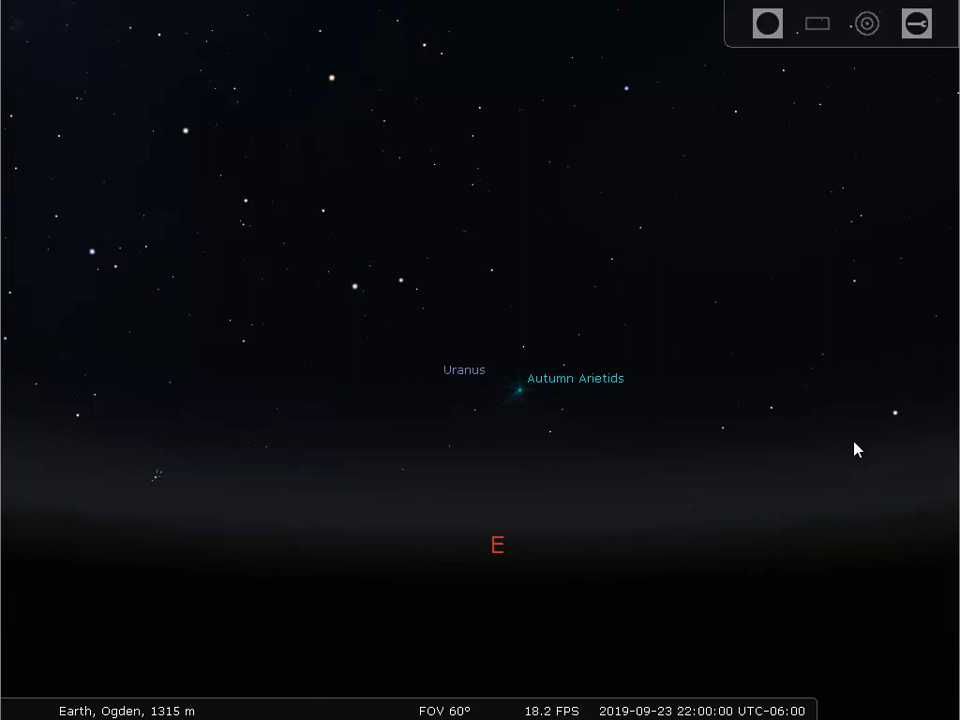 Uranus
Autumn Arietids
E
Earth, Ogden, 1315 m FOV 60° 18.2 FPS 2019-09-23 22:00:00 UTC-06:00